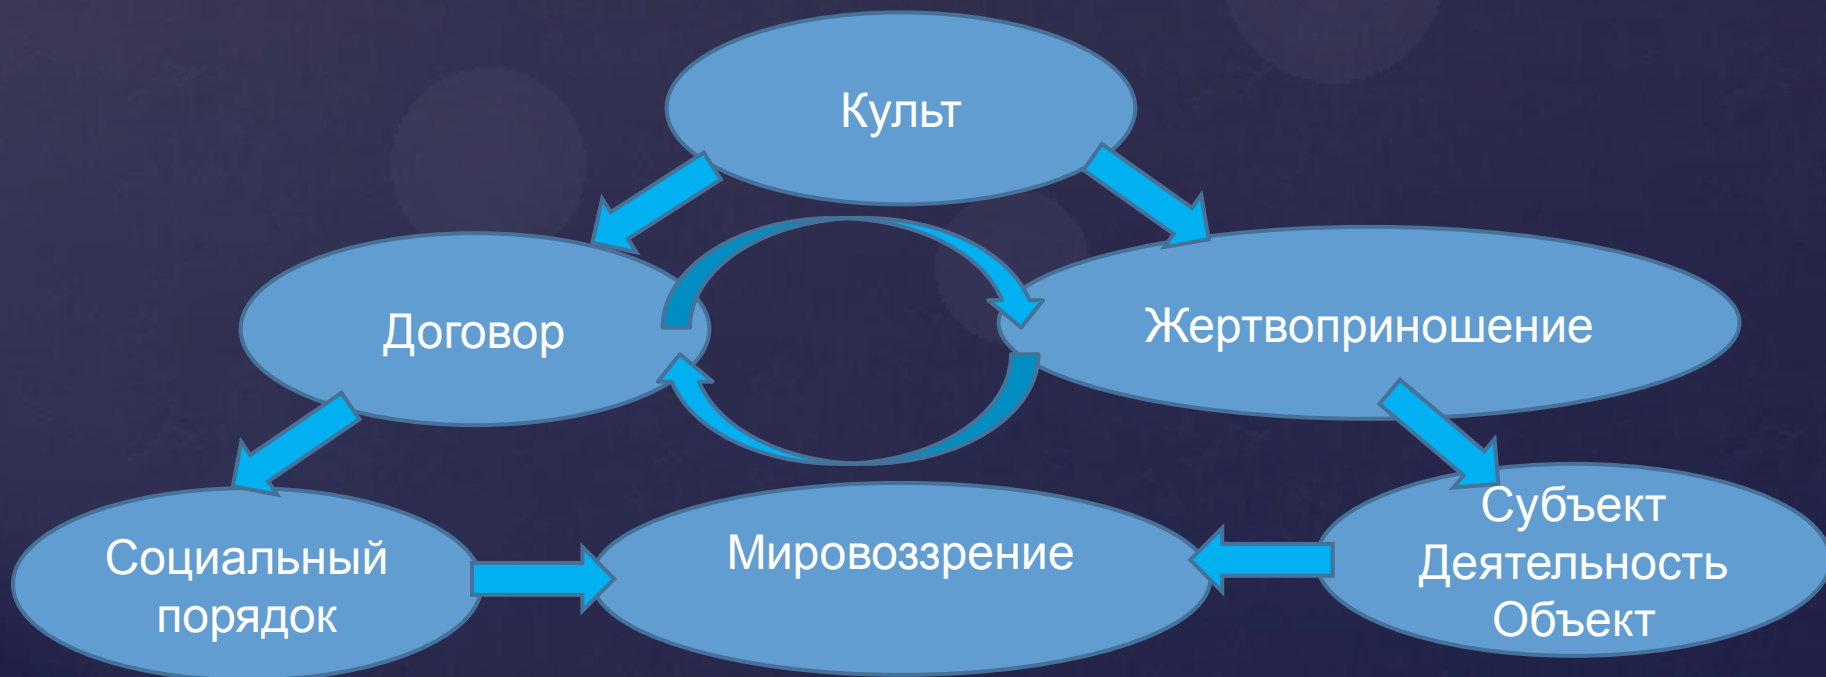 Культ
Договор
Жертвоприношение
Социальный
порядок
Мировоззрение
Субъект
Деятельность
Объект